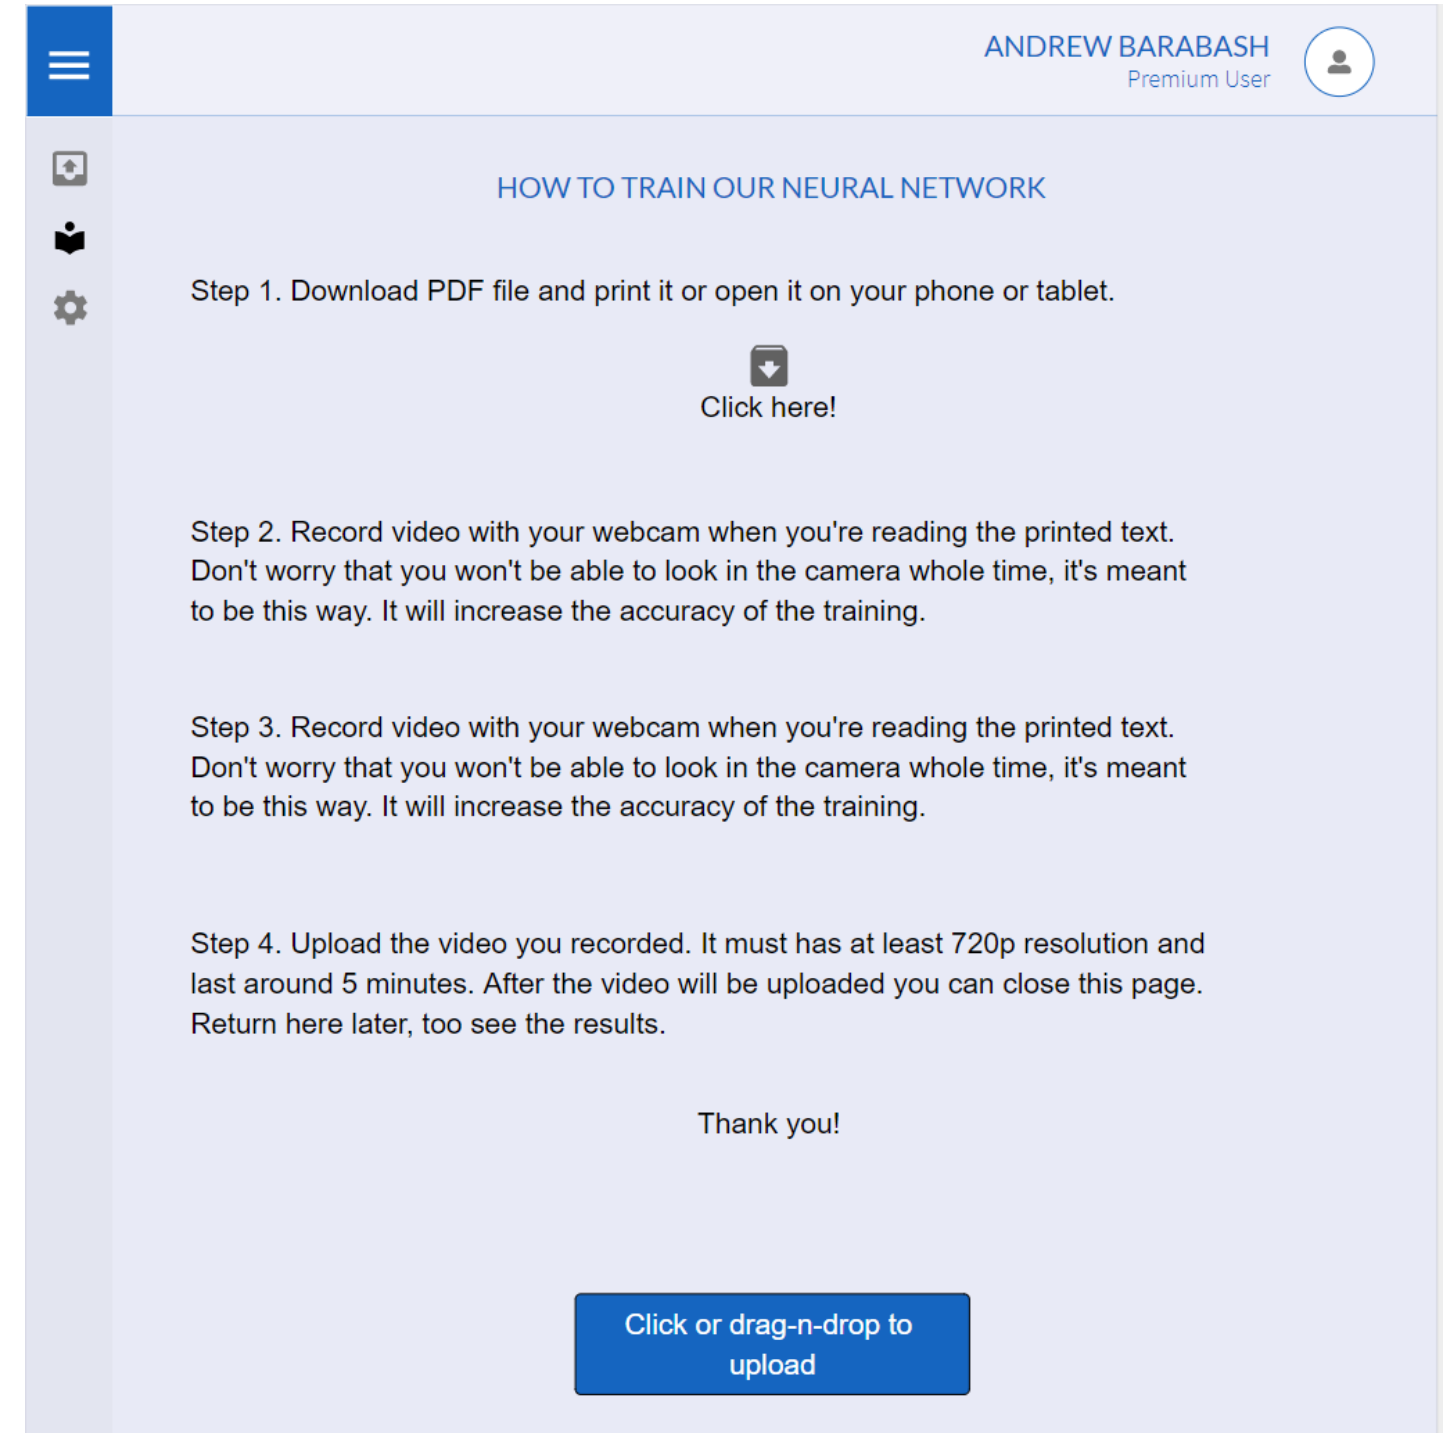 ANDREW BARABASH
Premium User
HOW TO TRAIN OUR NEURAL NETWORK
Step 1. Download PDF file and print it or open it on your phone or tablet.
Click here!
Step 2. Record video with your webcam when you're reading the printed text.
Don't worry that you won't be able to look in the camera whole time, it's meant
to be this way. It will increase the accuracy of the training.
Step 3. Record video with your webcam when you're reading the printed text.
Don't worry that you won't be able to look in the camera whole time, it's meant
to be this way. It will increase the accuracy of the training.
Step 4. Upload the video you recorded. It must has at least 720p resolution and
last around 5 minutes. After the video will be uploaded you can close this page.
Return here later, too see the results.
Thank you!
Click or drag-n-drop to
upload